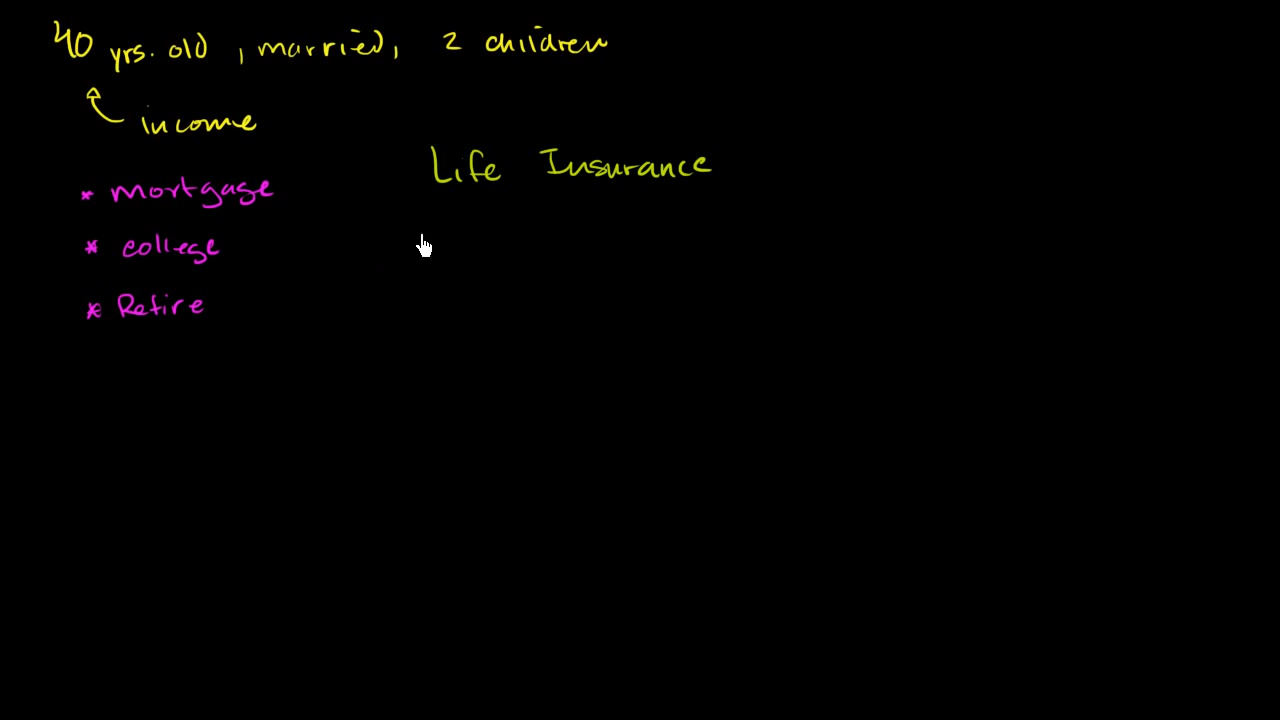 40 yrs. old, married, 2 children
income
Life Insurance
* mortgage
* college
* Retire